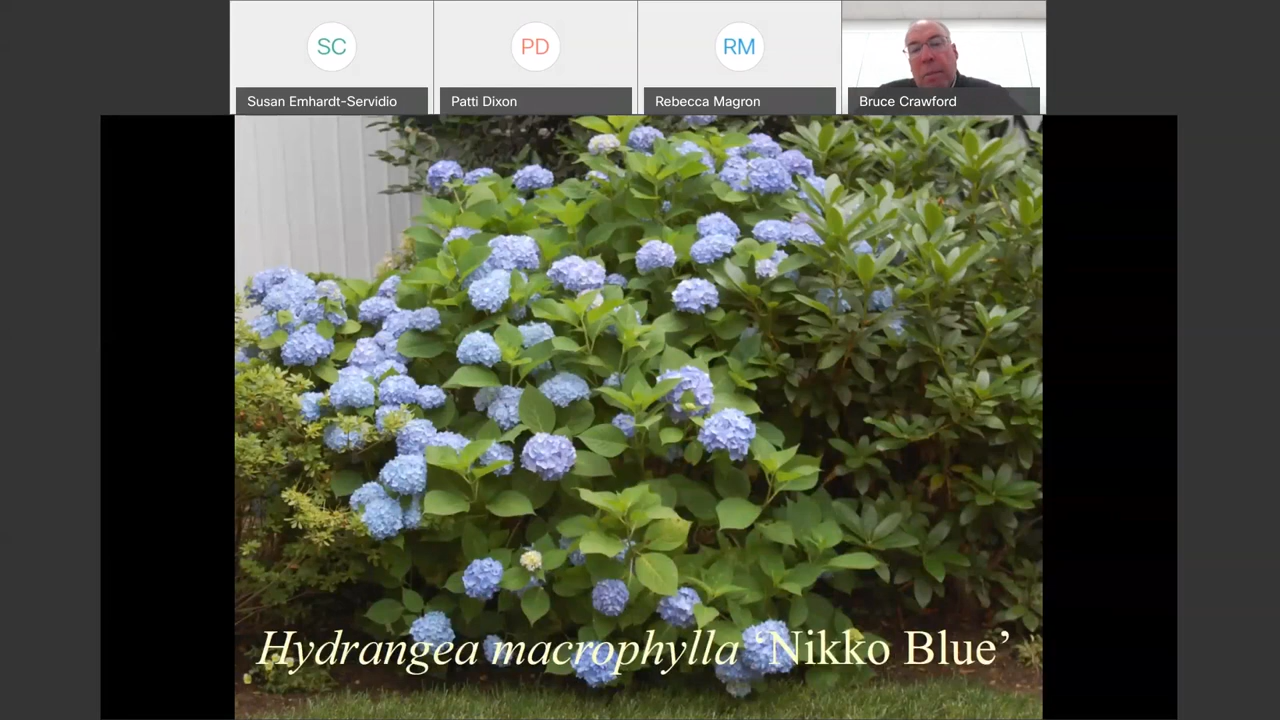 SC
PD
RM
Susan Emhardt-Servidio
Patti Dixon
Rebecca Magron
Bruce Crawford
Hydrangea macrophylla ‘Nikko Blue’